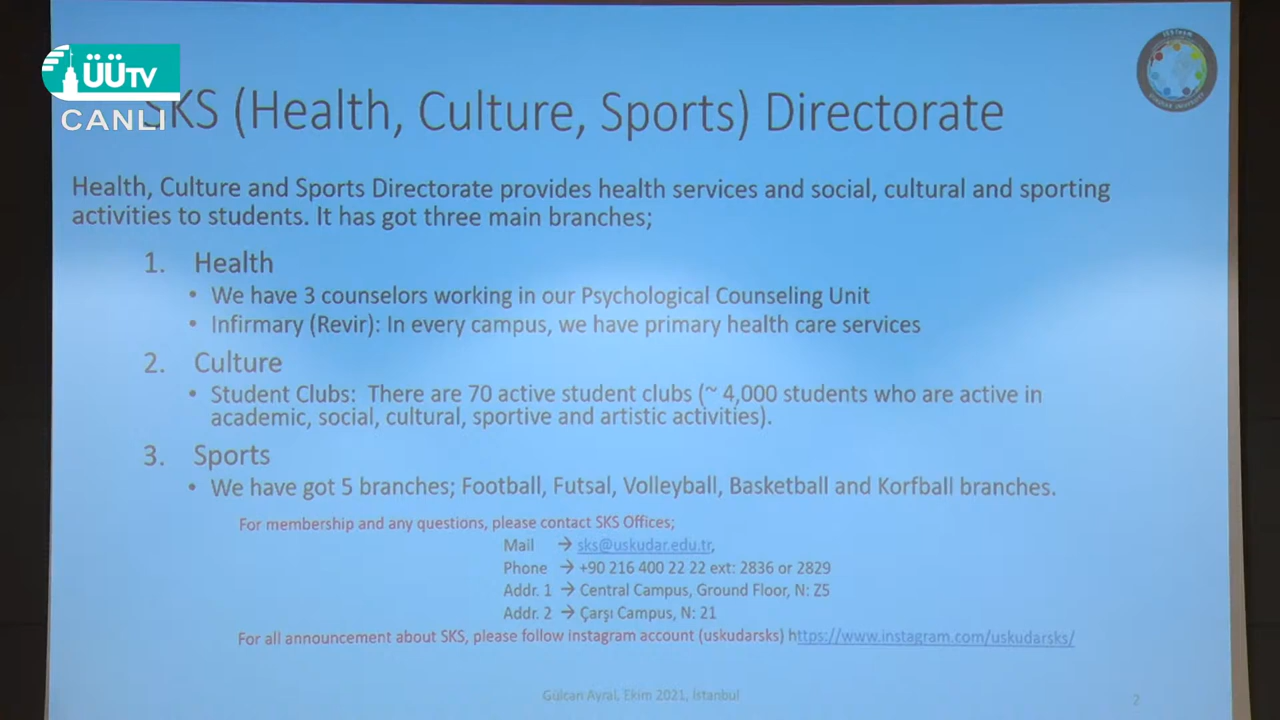 ÜÜTV
CANLI
SKS (Health, Culture, Sports) Directorate
Health, Culture and Sports Directorate provides health services and social, cultural and sporting
activities to students. It has got three main branches;
1. Health
• We have 3 counselors working in our Psychological Counseling Unit
• Infirmary (Revir): In every campus, we have primary health care services
2. Culture
• Student Clubs: There are 70 active student clubs (~ 4,000 students who are active in
academic, social, cultural, sportive and artistic activities).
3. Sports
• We have got 5 branches; Football, Futsal, Volleyball, Basketball and Korfball branches.
For membership and any questions, please contact SKS Offices;
Mail → sks@uskudar.edu.tr,
Phone → +90 216 400 22 22 ext: 2836 or 2829
Addr. 1 → Central Campus, Ground Floor, N: Z5
Addr. 2 → Çarşı Campus, N: 21
For all announcement about SKS, please follow instagram account (uskudarsks) https://www.instagram.com/uskudarsks/
Gülcan Ayral, Ekim 2021, İstanbul
2